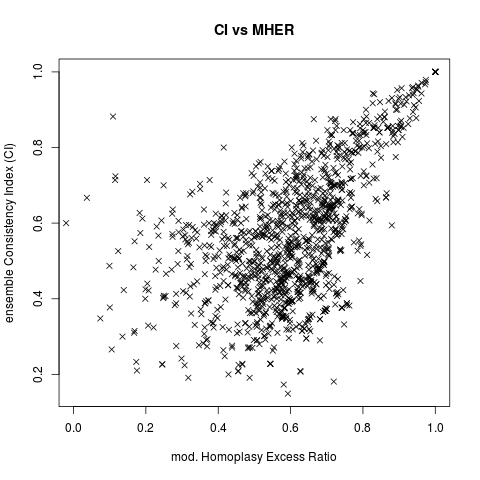 CI vs MHER
ensemble Consistency Index (CI)
1.0
0.8
0.6
0.4
0.2
0.0 0.2 0.4 0.6 0.8 1.0
mod. Homoplasy Excess Ratio